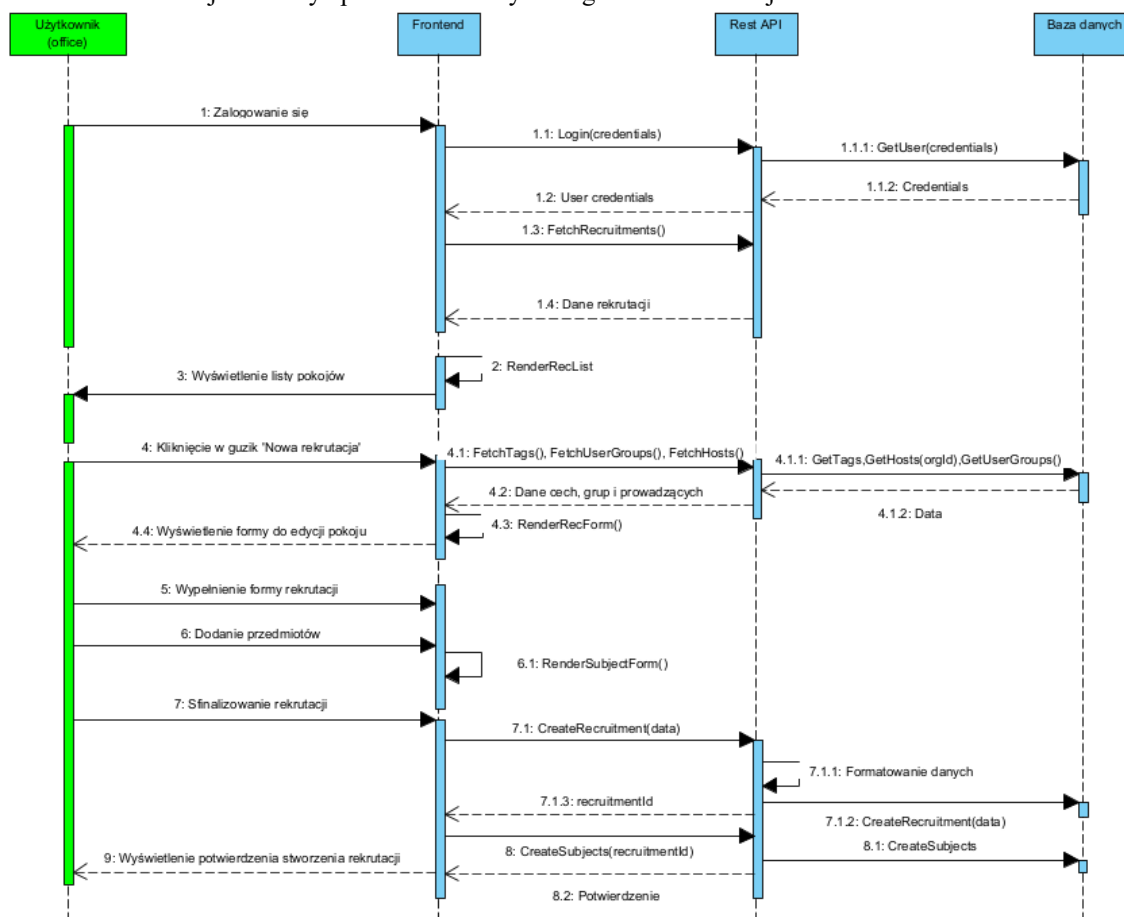 Użytkownik
(office)
Frontend
Rest API
Baza danych
1: Zalogowanie się
1.1: Login(credentials)
1.1.1: GetUser(credentials)
1.1.2: Credentials
1.2: User credentials
1.3: FetchRecruitments()
1.4: Dane rekrutacji
2: RenderRecList
3: Wyświetlenie listy pokojów
4: Kliknięcie w guzik 'Nowa rekrutacja'
4.1: FetchTags(), FetchUserGroups(), FetchHosts()
4.1.1: GetTags,GetHosts(orgId),GetUserGroups()
4.2: Dane cech, grup i prowadzących
4.1.2: Data
4.3: RenderRecForm()
4.4: Wyświetlenie formy do edycji pokoju
5: Wypełnienie formy rekrutacji
6: Dodanie przedmiotów
6.1: RenderSubjectForm()
7: Sfinalizowanie rekrutacji
7.1: CreateRecruitment(data)
7.1.1: Formatowanie danych
7.1.3: recruitmentId
7.1.2: CreateRecruitment(data)
8: CreateSubjects(recruitmentId)
8.1: CreateSubjects
9: Wyświetlenie potwierdzenia stworzenia rekrutacji
8.2: Potwierdzenie